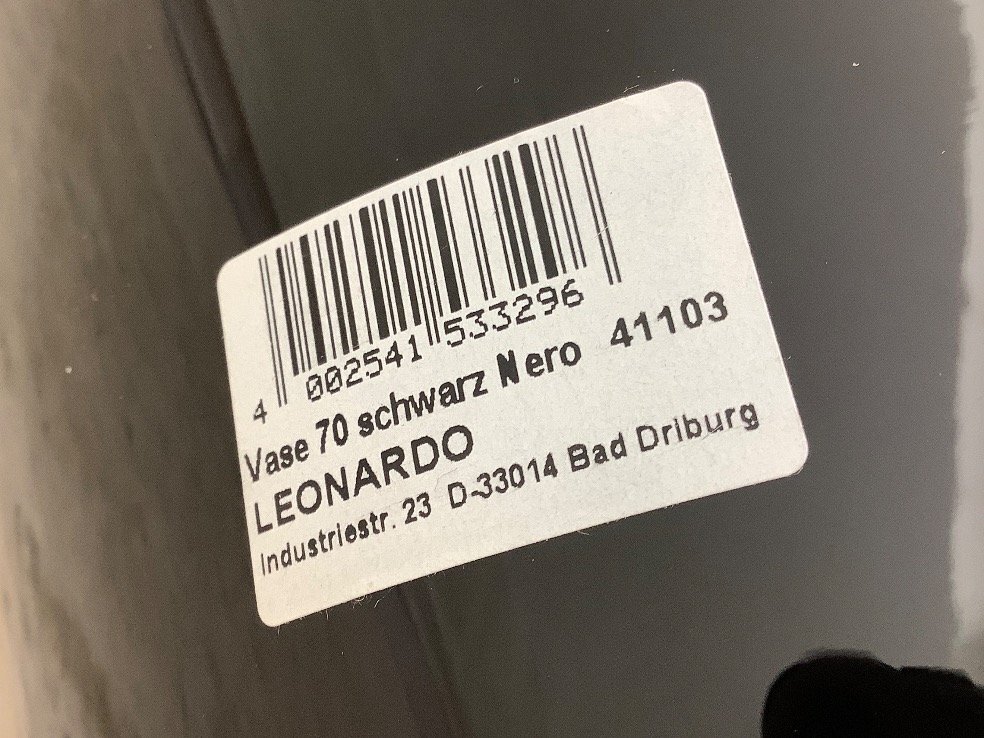 4 002541 533296
Vase 70 schwarz Nero 41103
LEONARDO
Industriestr. 23 D-33014 Bad Driburg